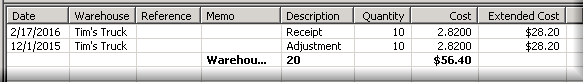 Date Warehouse Reference Memo Description Quantity Cost Extended Cost
2/17/2016 Tim's Truck Receipt 10 2.8200 $28.20
12/1/2015 Tim's Truck Adjustment 10 2.8200 $28.20
Warehou... 20 $56.40